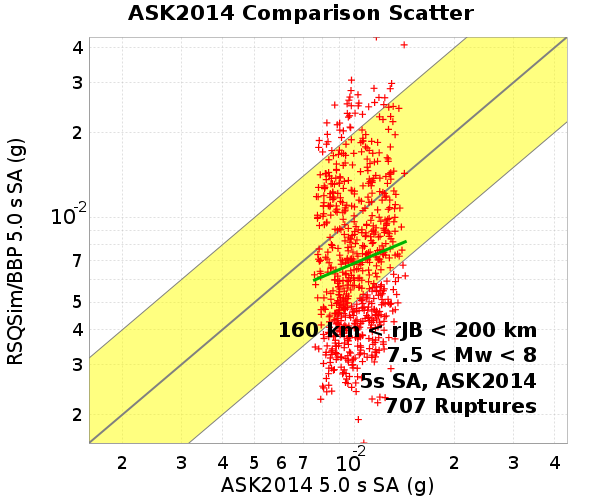 ASK2014 Comparison Scatter
RSQSim/BBP 5.0 s SA (g)
4
3
2
10-2
7
5
4
3
2
160 km < rJB < 200 km
7.5 < Mw < 8
5s SA, ASK2014
707 Ruptures
2 3 4 5 6 7 10-2 2 3 4
ASK2014 5.0 s SA (g)